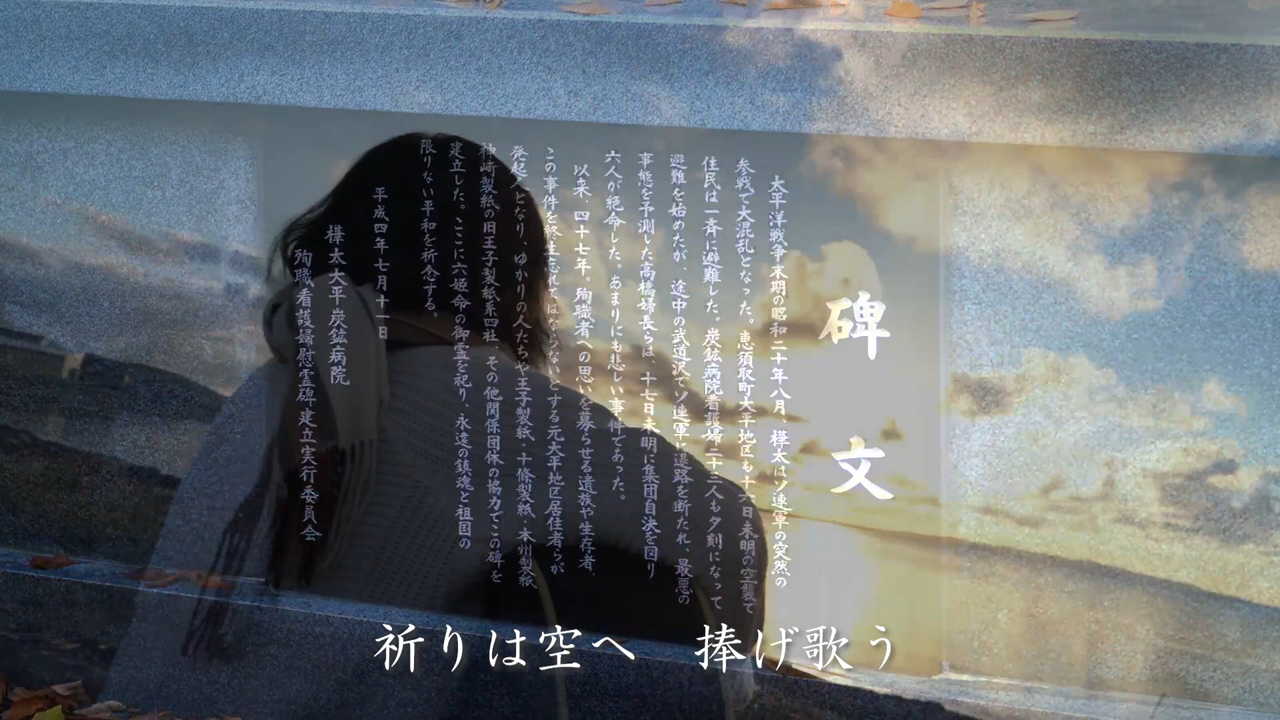 碑文
太平洋戦争末期の昭和二十年八月、樺太はソ連軍の突然の
参戦で大混乱となった。恵須取町大平地区も十六日未明の空襲で
住民は一斉に避難した。炭鉱病院看護婦二十三人も夕刻になって
避難を始めたが、途中の武道沢でソ連軍に退路を断たれ、最悪の
事態を予測した高橋婦長らは、十七日未明に集団自決を図り
六人が絶命した。あまりにも悲しい事件であった。
以来、四十七年。殉職者への思いを募らせる遺族や生存者、
この事件を終生忘れてはならないとする元大平地区居住者らが
発起人となり、ゆかりの人たちや王子製紙、十條製紙、本州製紙
神崎製紙の旧王子製紙系四社、その他関係団体の協力でこの碑を
建立した。ここに六姫命の御霊を祀り、永遠の鎮魂と祖国の
限りない平和を祈念する。
平成四年七月十一日
樺太大平炭鉱病院
殉職看護婦慰霊碑建立実行委員会
祈りは空へ　捧げ歌う